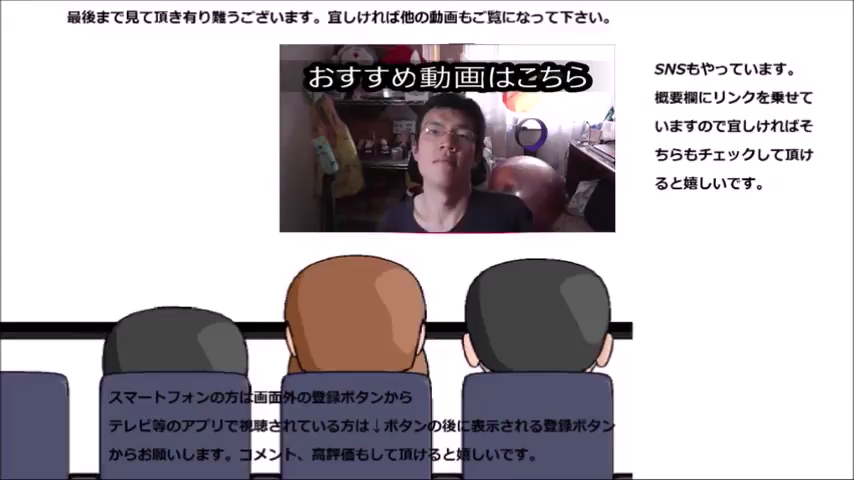 最後まで見て頂き有り難うございます。宜しければ他の動画もご覧になって下さい。
おすすめ動画はこちら
SNSもやっています。
概要欄にリンクを乗せて
いますので宜しければそ
ちらもチェックして頂け
ると嬉しいです。
スマートフォンの方は画面外の登録ボタンから
テレビ等のアプリで視聴されている方は↓ボタンの後に表示される登録ボタン
からお願いします。コメント、高評価もして頂けると嬉しいです。